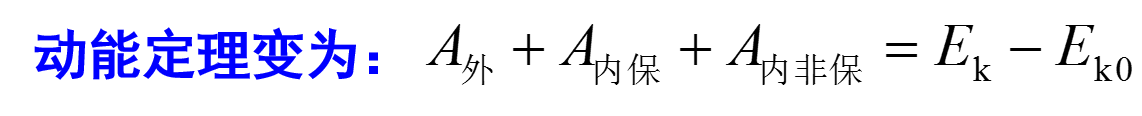 动能定理变为： A外 + A内保 + A内非保 = Ek − Ek0